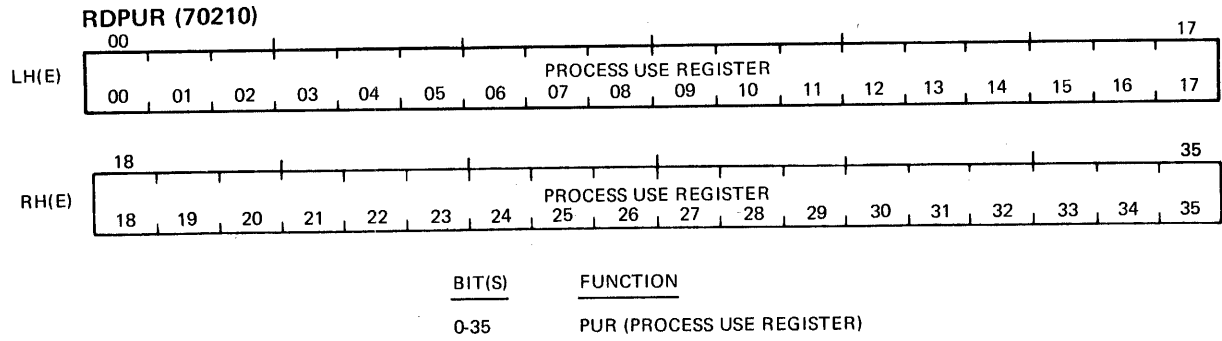 RDPUR (70210)
00 17
LH(E) PROCESS USE REGISTER
00 01 02 03 04 05 06 07 08 09 10 11 12 13 14 15 16 17
18 35
RH(E) PROCESS USE REGISTER
18 19 20 21 22 23 24 25 26 27 28 29 30 31 32 33 34 35
BIT(S) FUNCTION
0-35 PUR (PROCESS USE REGISTER)